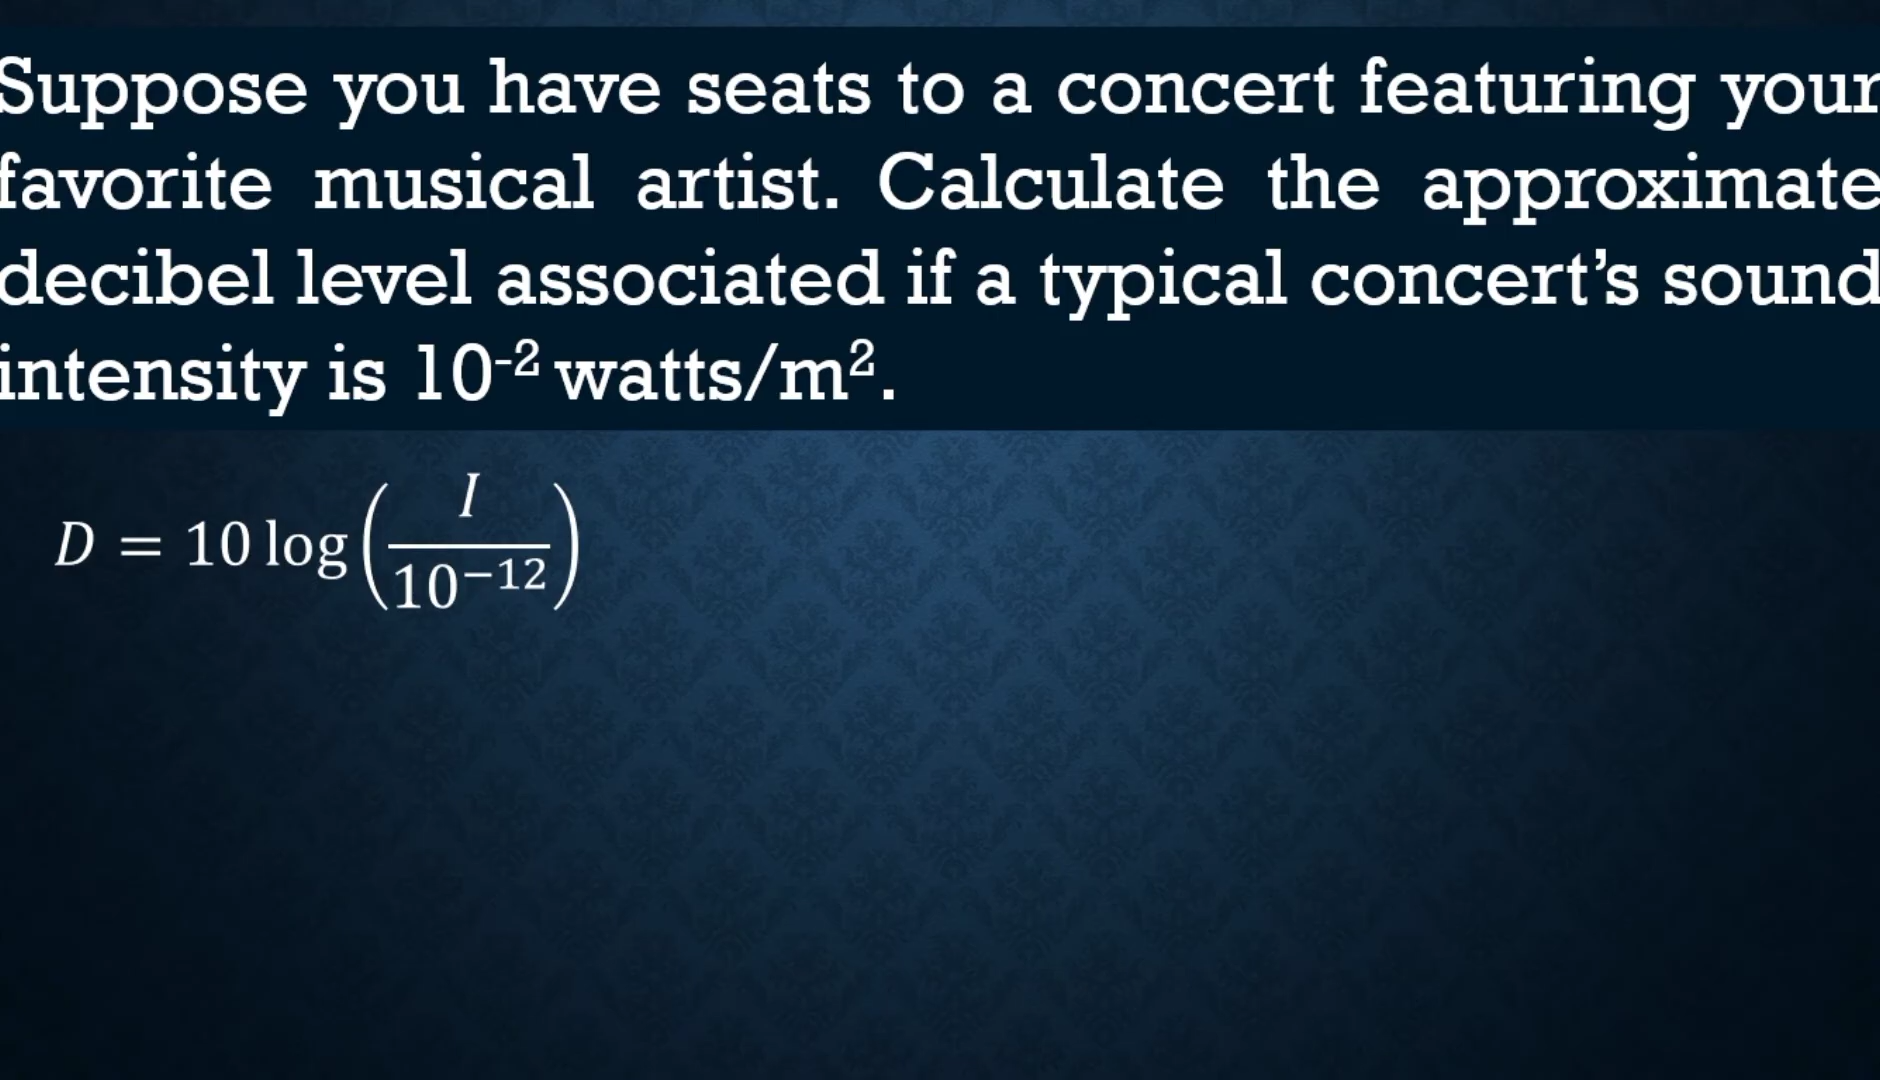 Suppose you have seats to a concert featuring your
favorite musical artist. Calculate the approximate
decibel level associated if a typical concert’s sound
intensity is 10⁻² watts/m².
D = 10 log(I/10⁻¹²)